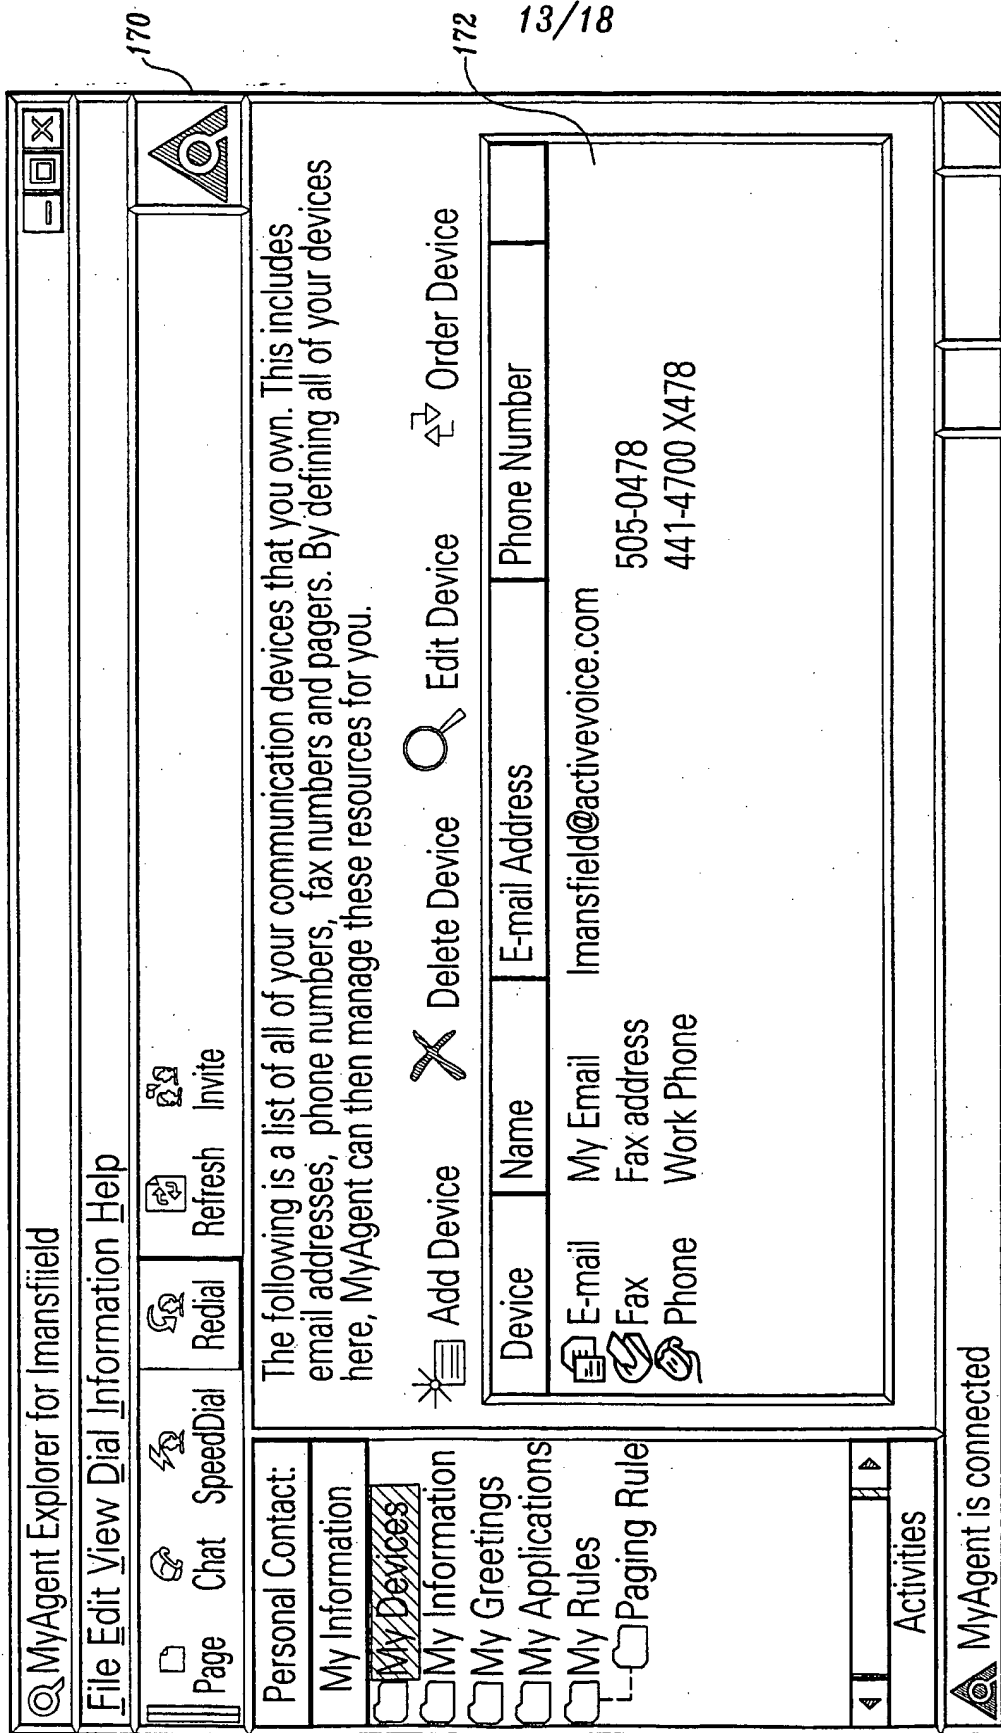 13/18
170
172
MyAgent Explorer for lmansfiield
File Edit View Dial Information Help
Page Chat SpeedDial Redial Refresh Invite
Personal Contact:
My Information
My Devices
My Information
My Greetings
My Applications
My Rules
Paging Rule
Activities
The following is a list of all of your communication devices that you own. This includes
email addresses, phone numbers, fax numbers and pagers. By defining all of your devices
here, MyAgent can then manage these resources for you.
Add Device Delete Device Edit Device Order Device
Device Name E-mail Address Phone Number
E-mail My Email lmansfield@activevoice.com
Fax Fax address 505-0478
Phone Work Phone 441-4700 X478
MyAgent is connected